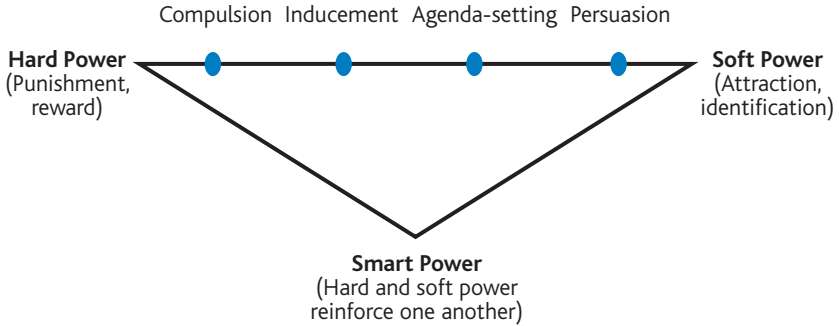 Compulsion Inducement Agenda-setting Persuasion
Hard Power
(Punishment,
reward)
Soft Power
(Attraction,
identification)
Smart Power
(Hard and soft power
reinforce one another)